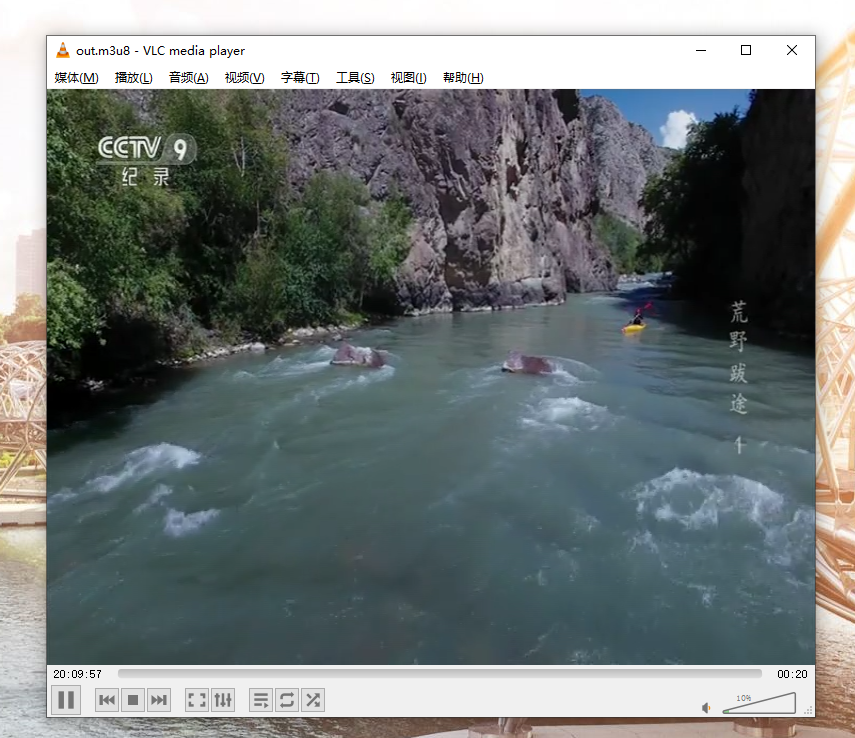 out.m3u8 - VLC media player
媒体(M) 播放(L) 音频(A) 视频(V) 字幕(T) 工具(S) 视图(I) 帮助(H)
CCTV 9
纪录
荒野跋途 1
20:09:57 00:20
10%